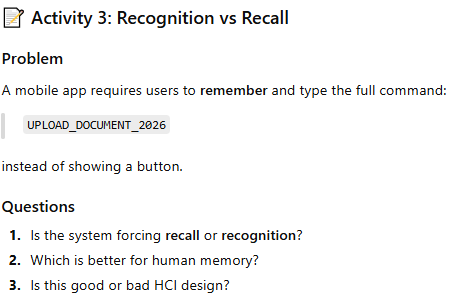 📝 Activity 3: Recognition vs Recall
Problem
A mobile app requires users to remember and type the full command:
UPLOAD_DOCUMENT_2026
instead of showing a button.
Questions
1. Is the system forcing recall or recognition?
2. Which is better for human memory?
3. Is this good or bad HCI design?